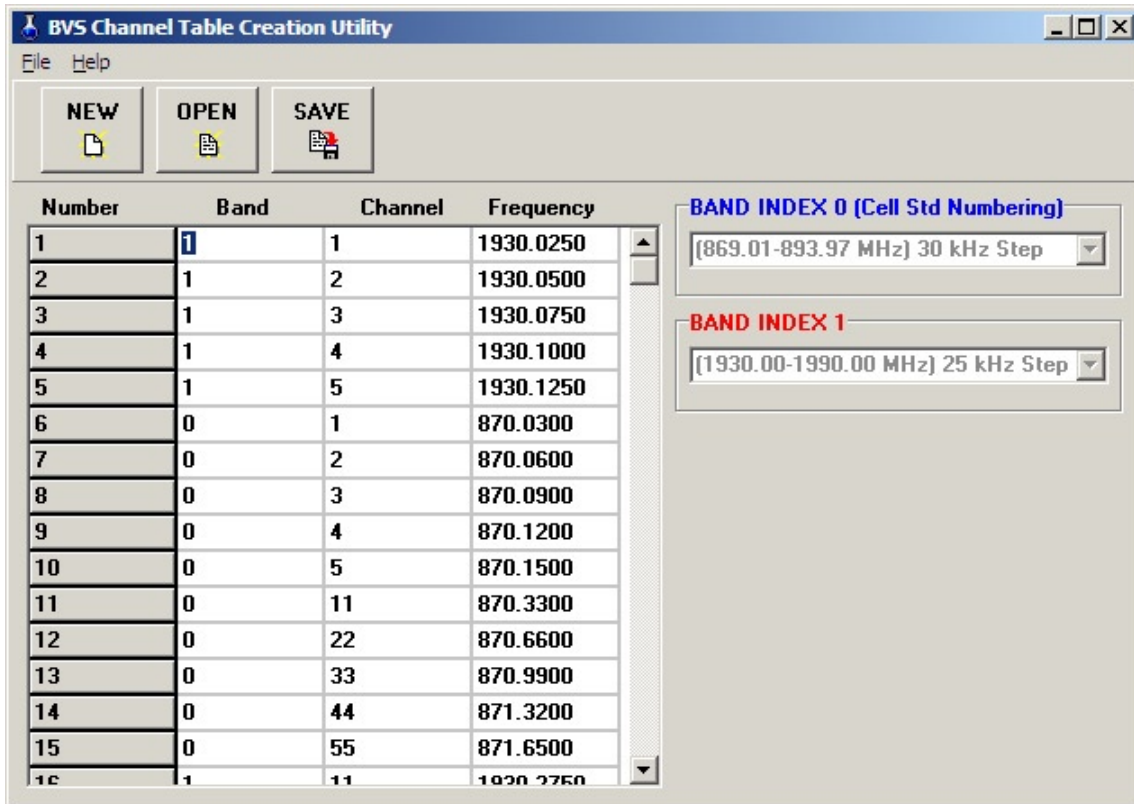 BVS Channel Table Creation Utility
File Help
NEW OPEN SAVE
Number Band Channel Frequency
1 1 1 1930.0250
2 1 2 1930.0500
3 1 3 1930.0750
4 1 4 1930.1000
5 1 5 1930.1250
6 0 1 870.0300
7 0 2 870.0600
8 0 3 870.0900
9 0 4 870.1200
10 0 5 870.1500
11 0 11 870.3300
12 0 22 870.6600
13 0 33 870.9900
14 0 44 871.3200
15 0 55 871.6500
16 1 11 1930.2750
BAND INDEX 0 (Cell Std Numbering)
(869.01-893.97 MHz) 30 kHz Step
BAND INDEX 1
(1930.00-1990.00 MHz) 25 kHz Step